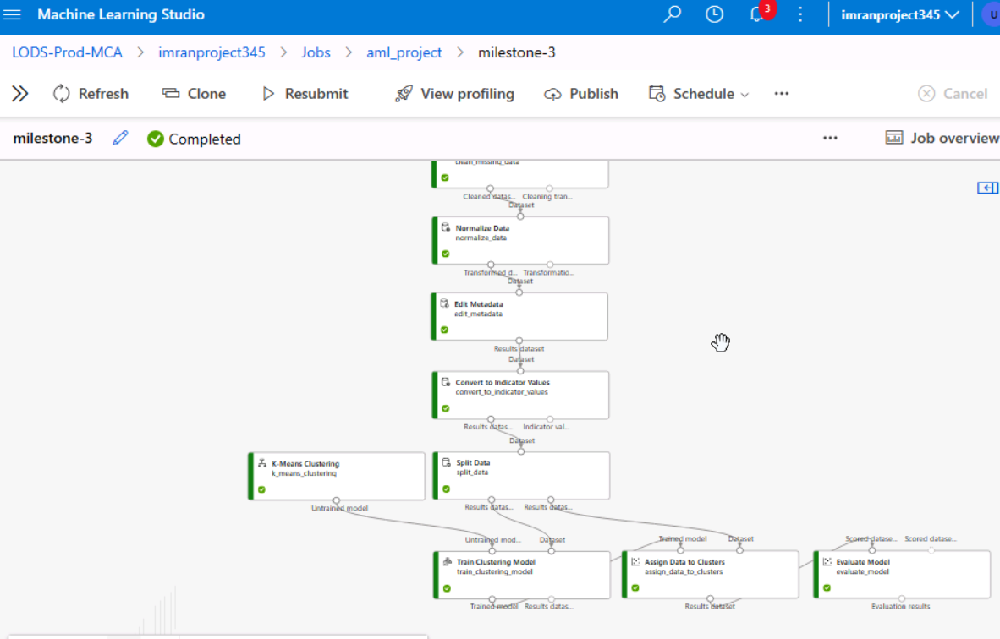 Machine Learning Studio
3
imranproject345
U
LODS-Prod-MCA > imranproject345 > Jobs > aml_project > milestone-3
Refresh Clone Resubmit View profiling Publish Schedule Cancel
milestone-3 Completed Job overview
clean_missing_data
Cleaned datas... Cleaning tran...
Dataset
Normalize Data
normalize_data
Transformed d... Transformatio...
Dataset
Edit Metadata
edit_metadata
Results dataset
Dataset
Convert to Indicator Values
convert_to_indicator_values
Results datas... Indicator val...
Dataset
K-Means Clustering
k_means_clustering
Untrained model
Split Data
split_data
Results datas... Results datas...
Untrained mod... Dataset
Train Clustering Model
train_clustering_model
Trained model Results datas...
Trained model Dataset
Assign Data to Clusters
assign_data_to_clusters
Results dataset
Scored datase... Scored datase...
Evaluate Model
evaluate_model
Evaluation results